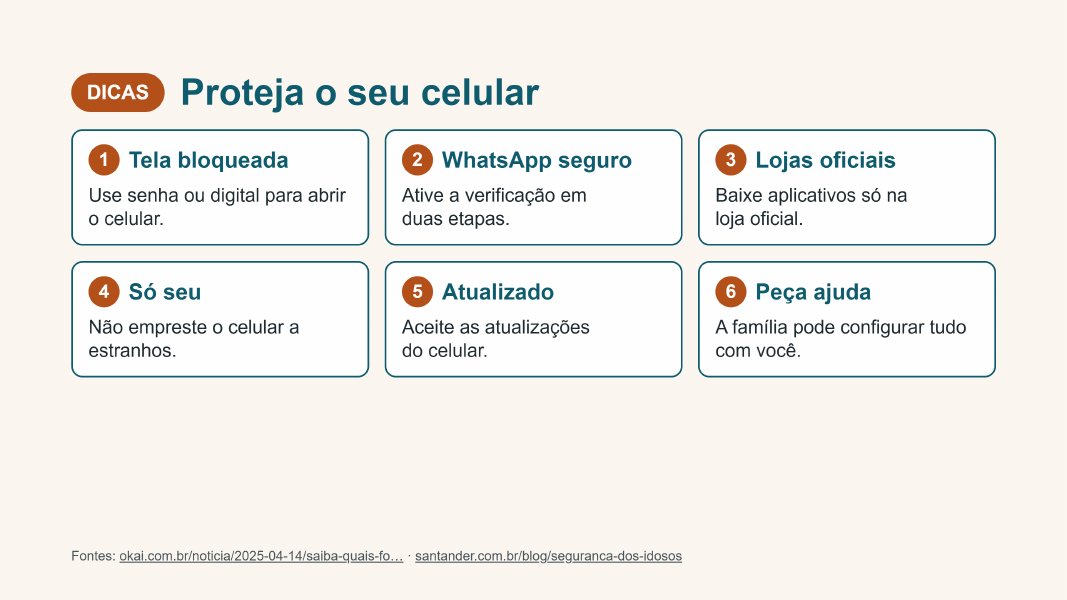 DICAS Proteja o seu celular
1 Tela bloqueada
Use senha ou digital para abrir
o celular.
2 WhatsApp seguro
Ative a verificação em
duas etapas.
3 Lojas oficiais
Baixe aplicativos só na
loja oficial.
4 Só seu
Não empreste o celular a
estranhos.
5 Atualizado
Aceite as atualizações
do celular.
6 Peça ajuda
A família pode configurar tudo
com você.
Fontes: okai.com.br/noticia/2025-04-14/saiba-quais-fo... · santander.com.br/blog/seguranca-dos-idosos